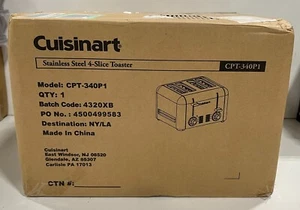 Cuisinart
Stainless Steel 4-Slice Toaster
CPT-340P1
Model: CPT-340P1
QTY: 1
Batch Code: 4320XB
PO No.: 4500499583
Destination: NY/LA
Made In China
Cuisinart
East Windsor, NJ 08520
Glendale, AZ 85307
Carlisle PA 17013
CTN #: